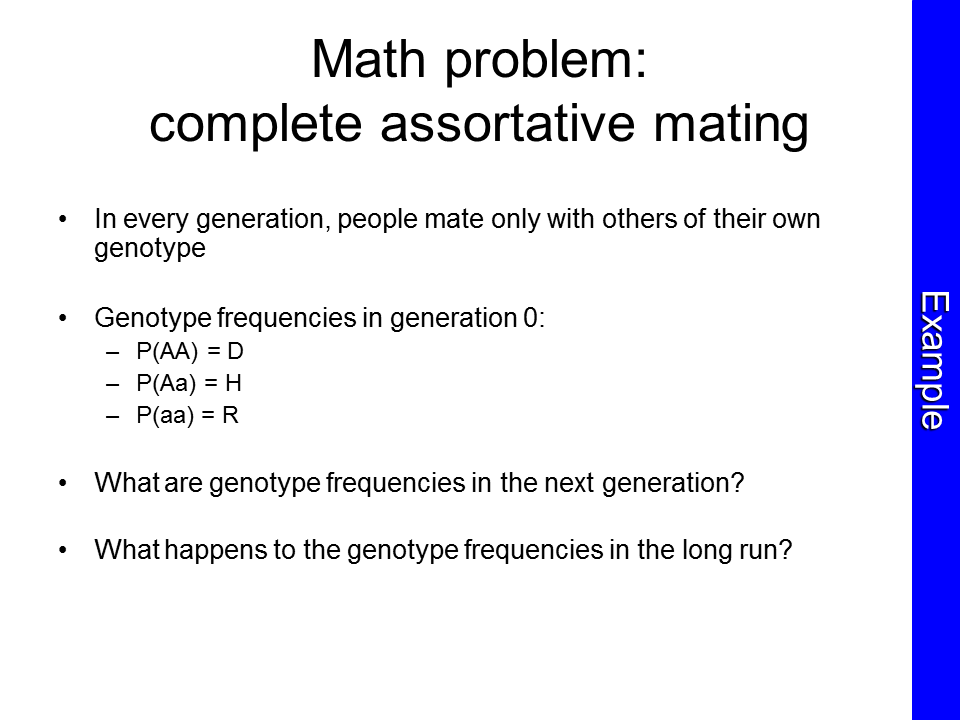 Math problem:
complete assortative mating
• In every generation, people mate only with others of their own
genotype
• Genotype frequencies in generation 0:
– P(AA) = D
– P(Aa) = H
– P(aa) = R
• What are genotype frequencies in the next generation?
• What happens to the genotype frequencies in the long run?
Example